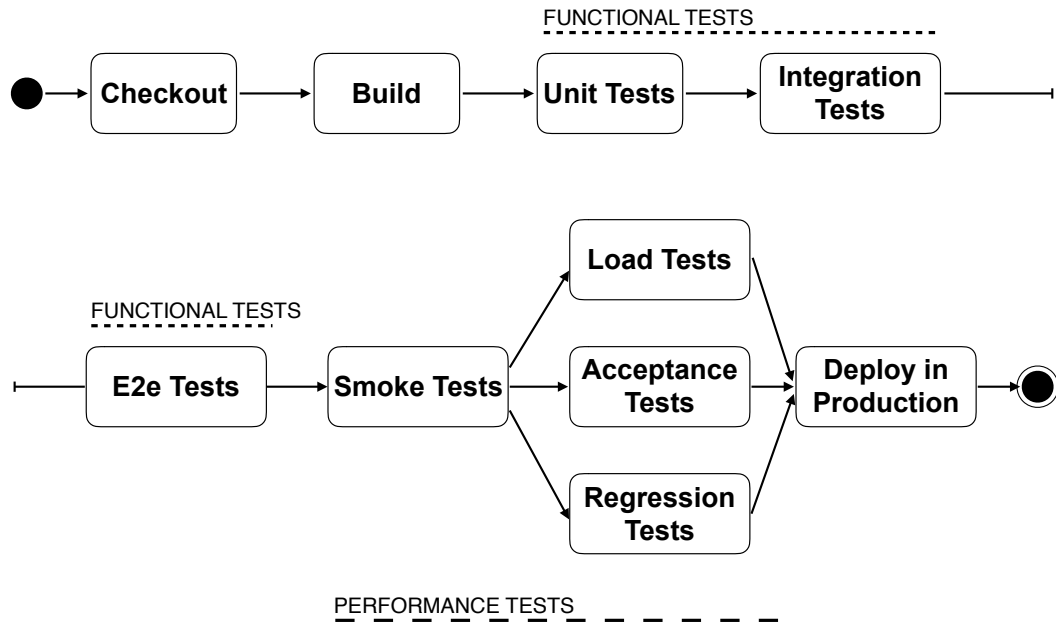 FUNCTIONAL TESTS
Checkout
Build
Unit Tests
Integration
Tests
Load Tests
FUNCTIONAL TESTS
E2e Tests
Smoke Tests
Acceptance
Tests
Deploy in
Production
Regression
Tests
PERFORMANCE TESTS